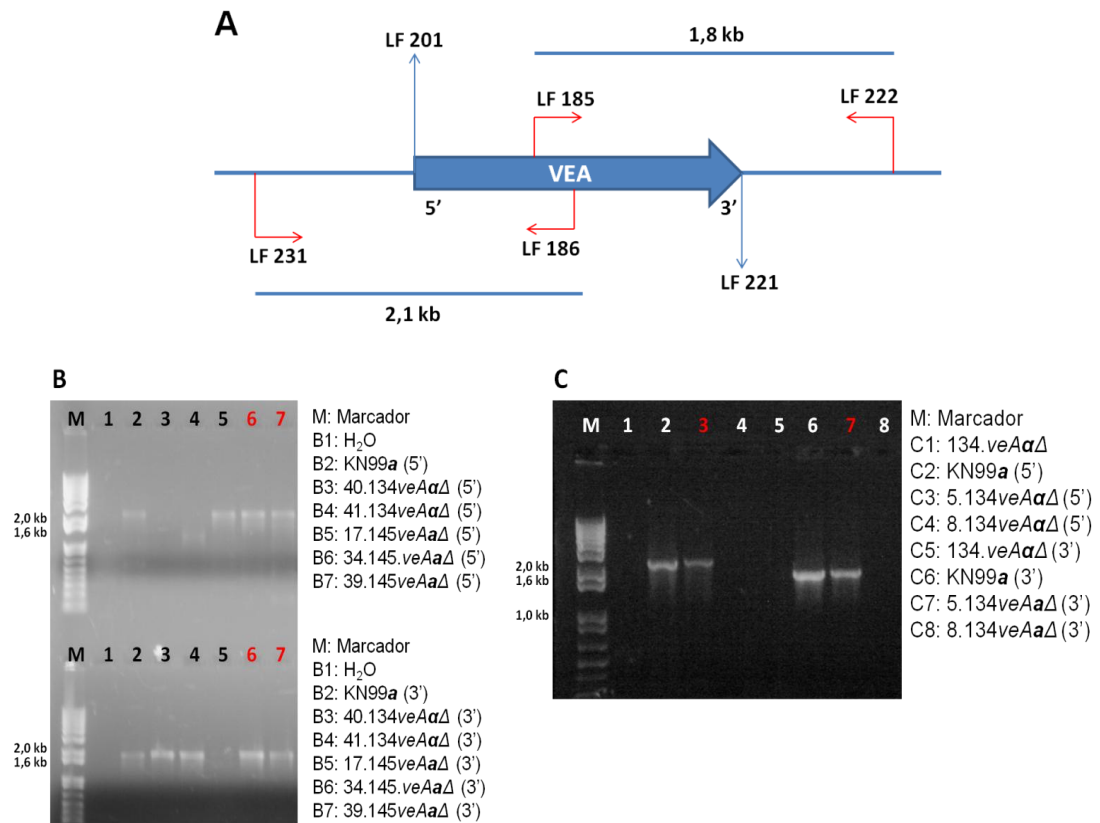 A
LF 201
1,8 kb
LF 185
LF 222
VEA
5’
3’
LF 231
LF 186
LF 221
2,1 kb
B
M 1 2 3 4 5 6 7
2,0 kb
1,6 kb
M: Marcador
B1: H₂O
B2: KN99a (5’)
B3: 40.134veAαΔ (5’)
B4: 41.134veAαΔ (5’)
B5: 17.145veAaΔ (5’)
B6: 34.145.veAaΔ (5’)
B7: 39.145veAaΔ (5’)
M 1 2 3 4 5 6 7
2,0 kb
1,6 kb
M: Marcador
B1: H₂O
B2: KN99a (3’)
B3: 40.134veAαΔ (3’)
B4: 41.134veAαΔ (3’)
B5: 17.145veAaΔ (3’)
B6: 34.145.veAaΔ (3’)
B7: 39.145veAaΔ (3’)
C
M 1 2 3 4 5 6 7 8
2,0 kb
1,6 kb
1,0 kb
M: Marcador
C1: 134.veAαΔ
C2: KN99a (5’)
C3: 5.134veAαΔ (5’)
C4: 8.134veAαΔ (5’)
C5: 134.veAαΔ (3’)
C6: KN99a (3’)
C7: 5.134veAaΔ (3’)
C8: 8.134veAaΔ (3’)